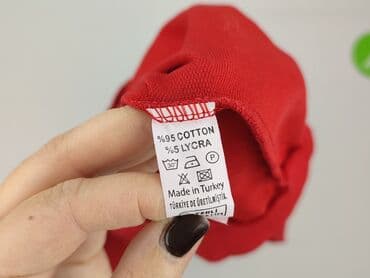 %95 COTTON
%5 LYCRA
Made in Turkey
TÜRKİYE DE ÜRETİLMİŞTİR.